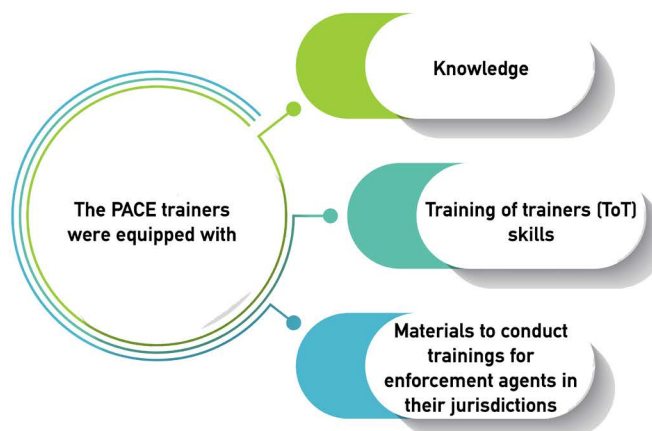 The PACE trainers
were equipped with
Knowledge
Training of trainers (ToT)
skills
Materials to conduct
trainings for
enforcement agents in
their jurisdictions